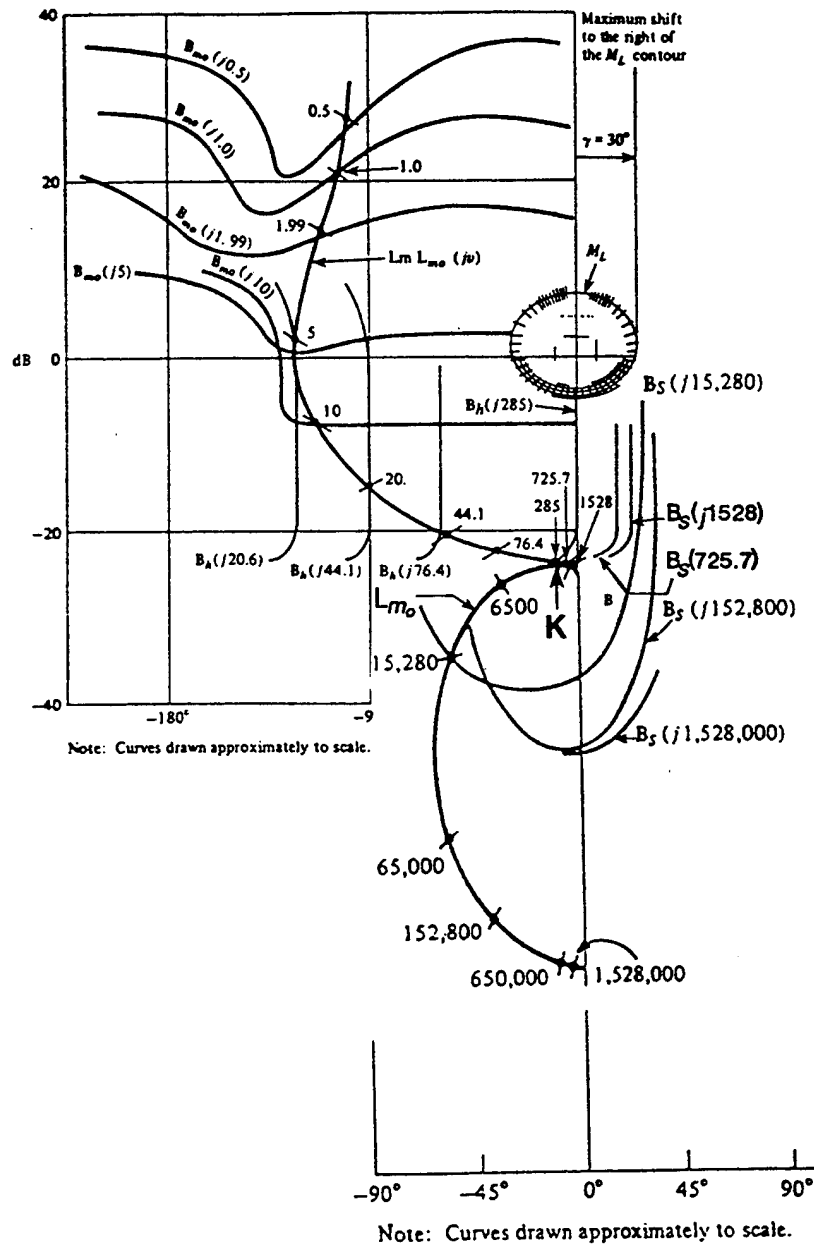 40
Maximum shift
to the right of
the M_L contour
B_mo (j0.5)
B_mo (j1.0)
0.5
γ = 30°
1.0
20
1.99
B_mo (j1.99)
Lm L_mo (jv)
M_L
B_mo (j5)
B_mo (j10)
5
dB
0
B_h (j285)
B_S (j15,280)
10
20.
725.7
285
1528
44.1
B_S (j1528)
−20
76.4
B_h (j20.6)
B_h (j44.1)
B_h (j76.4)
B_S (725.7)
L_mo
6500
K
B
B_S (j152,800)
15,280
−40
−180°
−9
B_S (j1,528,000)
Note: Curves drawn approximately to scale.
65,000
152,800
650,000
1,528,000
−90°
−45°
0°
45°
90°
Note: Curves drawn approximately to scale.